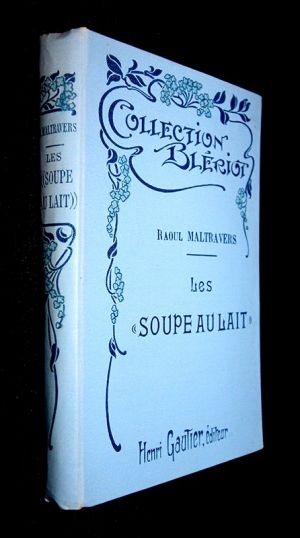 MALTRAVERS
LES
«SOUPE
AU LAIT»
COLLECTION
BLÉRIOT
RAOUL MALTRAVERS
LES
«SOUPE AU LAIT»
Henri Gautier, éditeur